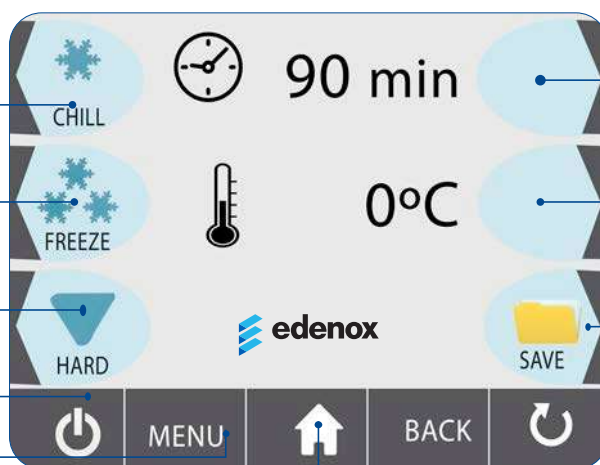 CHILL
90 min
FREEZE
0ºC
HARD
edenox
SAVE
MENU
BACK